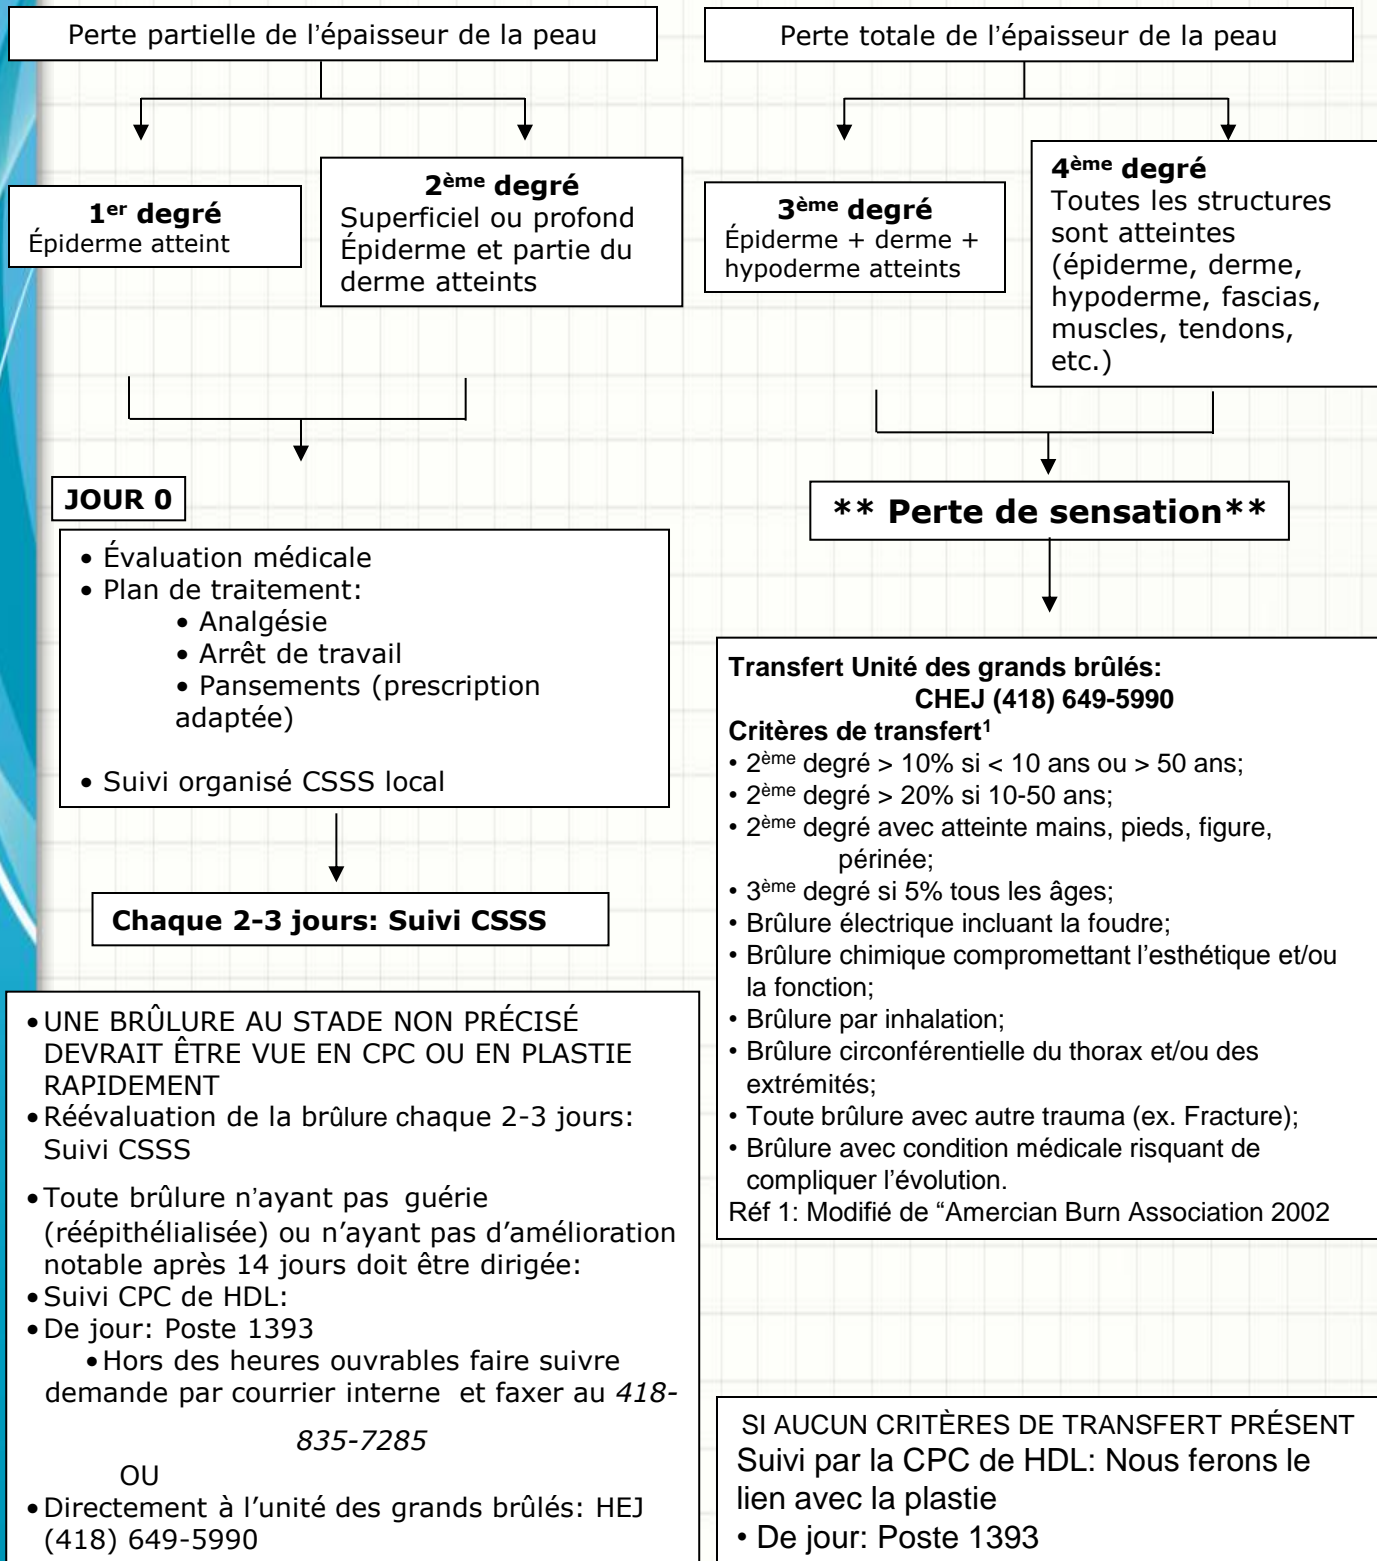 Perte partielle de l'épaisseur de la peau
Perte totale de l'épaisseur de la peau
1er degré
Épiderme atteint
2ème degré
Superficiel ou profond
Épiderme et partie du
derme atteints
3ème degré
Épiderme + derme +
hypoderme atteints
4ème degré
Toutes les structures
sont atteintes
(épiderme, derme,
hypoderme, fascias,
muscles, tendons,
etc.)
JOUR 0
• Évaluation médicale
• Plan de traitement:
• Analgésie
• Arrêt de travail
• Pansements (prescription
adaptée)
• Suivi organisé CSSS local
Chaque 2-3 jours: Suivi CSSS
• UNE BRÛLURE AU STADE NON PRÉCISÉ
DEVRAIT ÊTRE VUE EN CPC OU EN PLASTIE
RAPIDEMENT
• Réévaluation de la brûlure chaque 2-3 jours:
Suivi CSSS
• Toute brûlure n'ayant pas guérie
(réépithélialisée) ou n'ayant pas d'amélioration
notable après 14 jours doit être dirigée:
• Suivi CPC de HDL:
• De jour: Poste 1393
• Hors des heures ouvrables faire suivre
demande par courrier interne et faxer au 418-
835-7285
OU
• Directement à l'unité des grands brûlés: HEJ
(418) 649-5990
** Perte de sensation**
Transfert Unité des grands brûlés:
CHEJ (418) 649-5990
Critères de transfert1
• 2ème degré > 10% si < 10 ans ou > 50 ans;
• 2ème degré > 20% si 10-50 ans;
• 2ème degré avec atteinte mains, pieds, figure,
périnée;
• 3ème degré si 5% tous les âges;
• Brûlure électrique incluant la foudre;
• Brûlure chimique compromettant l'esthétique et/ou
la fonction;
• Brûlure par inhalation;
• Brûlure circonférentielle du thorax et/ou des
extrémités;
• Toute brûlure avec autre trauma (ex. Fracture);
• Brûlure avec condition médicale risquant de
compliquer l'évolution.
Réf 1: Modifié de "Amercian Burn Association 2002
SI AUCUN CRITÈRES DE TRANSFERT PRÉSENT
Suivi par la CPC de HDL: Nous ferons le
lien avec la plastie
• De jour: Poste 1393